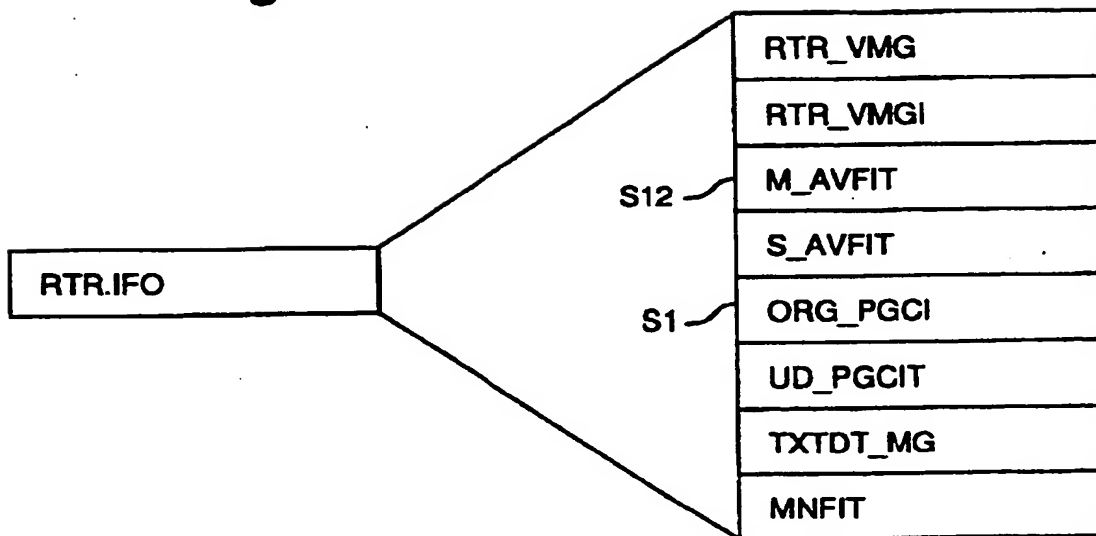 RTR_VMG
RTR_VMGI
S12
M_AVFIT
S_AVFIT
RTR.IFO
S1
ORG_PGCI
UD_PGCIT
TXTDT_MG
MNFIT